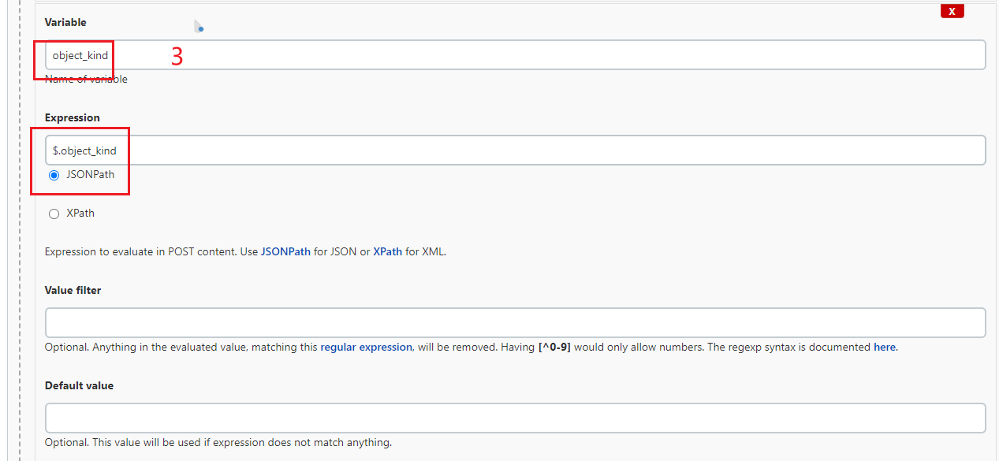 X
Variable
object_kind
3
Name of variable
Expression
$.object_kind
JSONPath
XPath
Expression to evaluate in POST content. Use JSONPath for JSON or XPath for XML.
Value filter
Optional. Anything in the evaluated value, matching this regular expression, will be removed. Having [^0-9] would only allow numbers. The regexp syntax is documented here.
Default value
Optional. This value will be used if expression does not match anything.